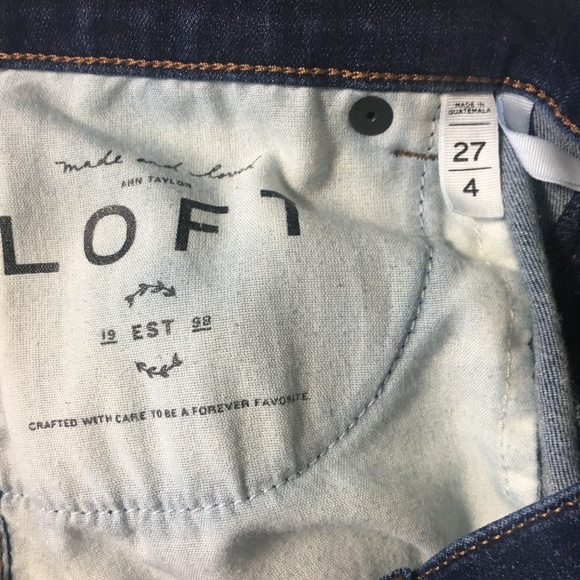 made and loved
ANN TAYLOR
LOFT
19 EST 98
CRAFTED WITH CARE TO BE A FOREVER FAVORITE
MADE IN
GUATEMALA
27
4